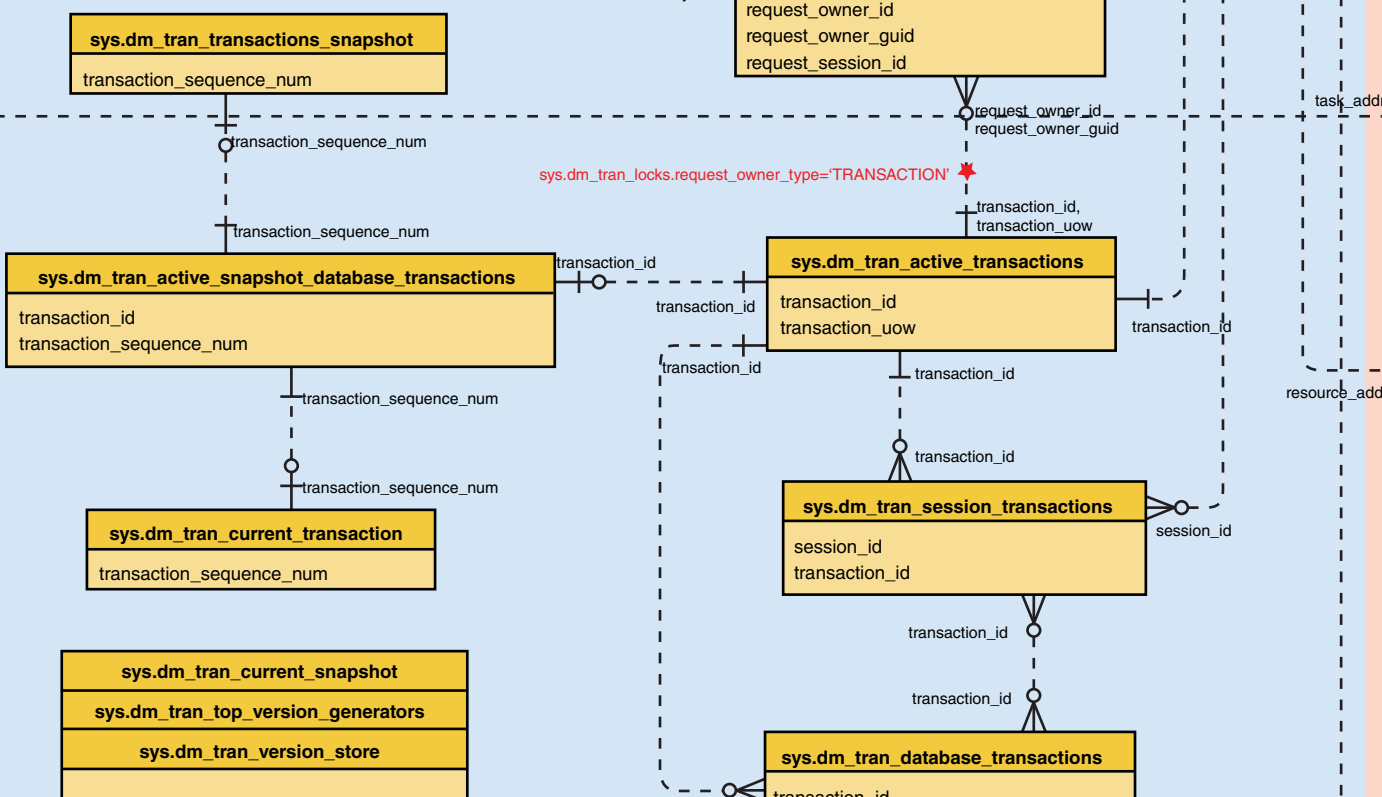 request_owner_id
request_owner_guid
request_session_id
sys.dm_tran_transactions_snapshot
transaction_sequence_num
request_owner_id
request_owner_guid
transaction_sequence_num
sys.dm_tran_locks.request_owner_type=‘TRANSACTION’
transaction_id,
transaction_uow
transaction_sequence_num
sys.dm_tran_active_snapshot_database_transactions
transaction_id
transaction_sequence_num
transaction_id
transaction_id
sys.dm_tran_active_transactions
transaction_id
transaction_uow
transaction_id
transaction_id
transaction_id
resource_add
transaction_sequence_num
transaction_id
transaction_sequence_num
sys.dm_tran_current_transaction
transaction_sequence_num
sys.dm_tran_session_transactions
session_id
transaction_id
session_id
transaction_id
transaction_id
sys.dm_tran_current_snapshot
sys.dm_tran_top_version_generators
sys.dm_tran_version_store
sys.dm_tran_database_transactions
transaction_id